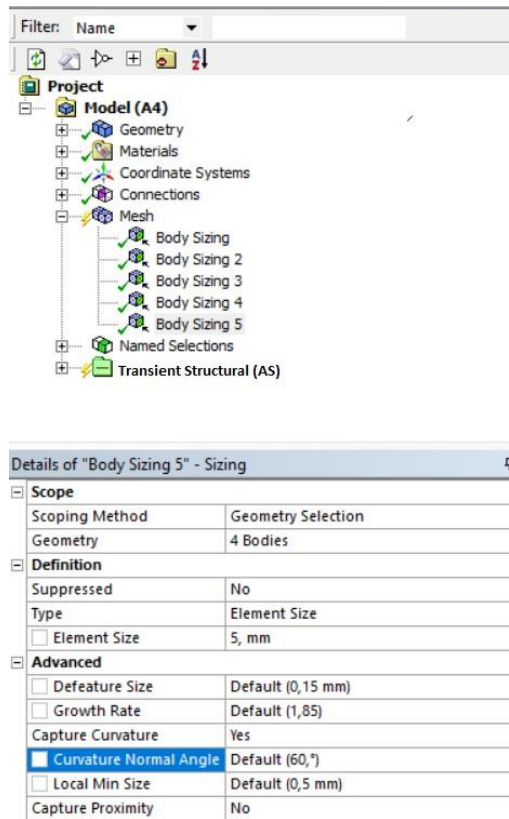 Filter: Name
Project
Model (A4)
Geometry
Materials
Coordinate Systems
Connections
Mesh
Body Sizing
Body Sizing 2
Body Sizing 3
Body Sizing 4
Body Sizing 5
Named Selections
Transient Structural (AS)
Details of "Body Sizing 5" - Sizing
Scope
Scoping Method Geometry Selection
Geometry 4 Bodies
Definition
Suppressed No
Type Element Size
Element Size 5, mm
Advanced
Defeature Size Default (0,15 mm)
Growth Rate Default (1,85)
Capture Curvature Yes
Curvature Normal Angle Default (60,°)
Local Min Size Default (0,5 mm)
Capture Proximity No